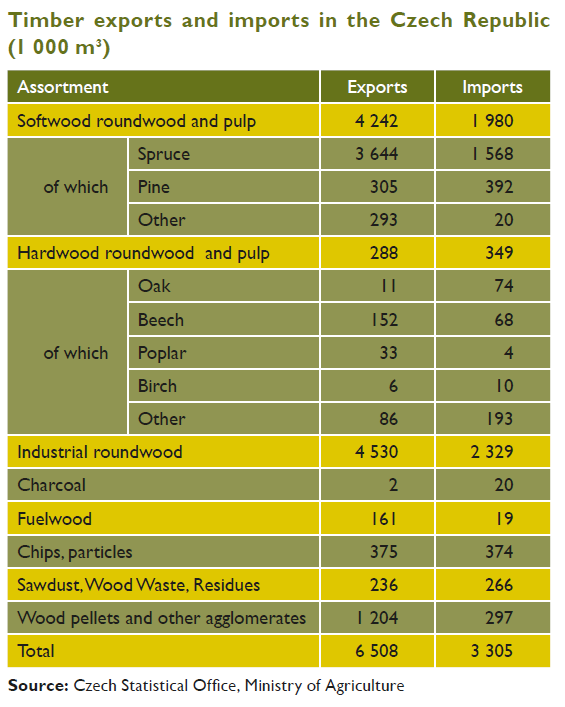 Timber exports and imports in the Czech Republic
(1 000 m³)
Assortment Exports Imports
Softwood roundwood and pulp 4 242 1 980
of which
Spruce 3 644 1 568
Pine 305 392
Other 293 20
Hardwood roundwood and pulp 288 349
of which
Oak 11 74
Beech 152 68
Poplar 33 4
Birch 6 10
Other 86 193
Industrial roundwood 4 530 2 329
Charcoal 2 20
Fuelwood 161 19
Chips, particles 375 374
Sawdust, Wood Waste, Residues 236 266
Wood pellets and other agglomerates 1 204 297
Total 6 508 3 305
Source: Czech Statistical Office, Ministry of Agriculture